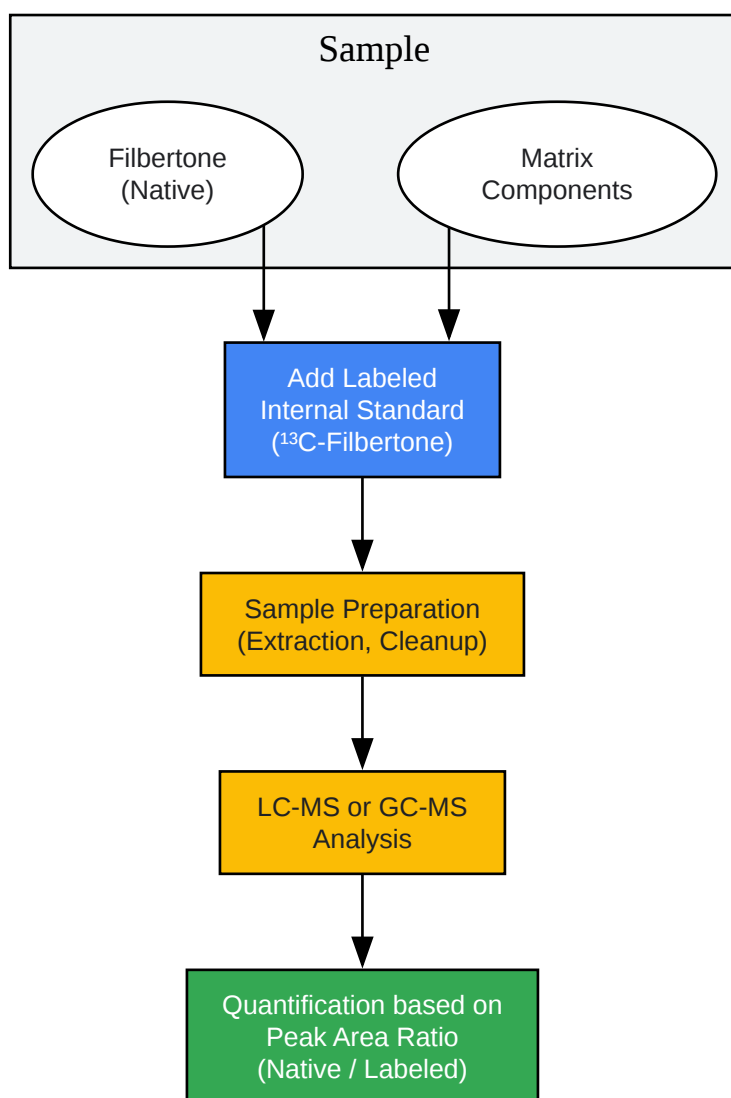 Sample
Filbertone
(Native)
Matrix
Components
Add Labeled
Internal Standard
(¹³C-Filbertone)
Sample Preparation
(Extraction, Cleanup)
LC-MS or GC-MS
Analysis
Quantification based on
Peak Area Ratio
(Native / Labeled)